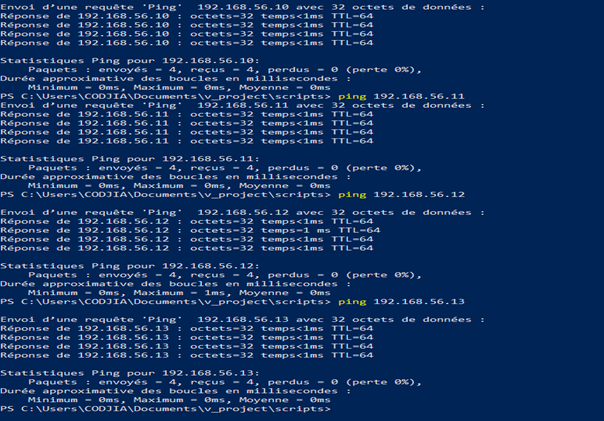 Envoi d'une requête 'Ping'  192.168.56.10 avec 32 octets de données :
Réponse de 192.168.56.10 : octets=32 temps<1ms TTL=64
Réponse de 192.168.56.10 : octets=32 temps<1ms TTL=64
Réponse de 192.168.56.10 : octets=32 temps<1ms TTL=64
Réponse de 192.168.56.10 : octets=32 temps<1ms TTL=64
Statistiques Ping pour 192.168.56.10:
    Paquets : envoyés = 4, reçus = 4, perdus = 0 (perte 0%),
Durée approximative des boucles en millisecondes :
    Minimum = 0ms, Maximum = 0ms, Moyenne = 0ms
PS C:\Users\CODJIA\Documents\v_project\scripts> ping 192.168.56.11
Envoi d'une requête 'Ping'  192.168.56.11 avec 32 octets de données :
Réponse de 192.168.56.11 : octets=32 temps<1ms TTL=64
Réponse de 192.168.56.11 : octets=32 temps<1ms TTL=64
Réponse de 192.168.56.11 : octets=32 temps<1ms TTL=64
Réponse de 192.168.56.11 : octets=32 temps<1ms TTL=64
Statistiques Ping pour 192.168.56.11:
    Paquets : envoyés = 4, reçus = 4, perdus = 0 (perte 0%),
Durée approximative des boucles en millisecondes :
    Minimum = 0ms, Maximum = 0ms, Moyenne = 0ms
PS C:\Users\CODJIA\Documents\v_project\scripts> ping 192.168.56.12
Envoi d'une requête 'Ping'  192.168.56.12 avec 32 octets de données :
Réponse de 192.168.56.12 : octets=32 temps<1ms TTL=64
Réponse de 192.168.56.12 : octets=32 temps=1 ms TTL=64
Réponse de 192.168.56.12 : octets=32 temps<1ms TTL=64
Réponse de 192.168.56.12 : octets=32 temps<1ms TTL=64
Statistiques Ping pour 192.168.56.12:
    Paquets : envoyés = 4, reçus = 4, perdus = 0 (perte 0%),
Durée approximative des boucles en millisecondes :
    Minimum = 0ms, Maximum = 1ms, Moyenne = 0ms
PS C:\Users\CODJIA\Documents\v_project\scripts> ping 192.168.56.13
Envoi d'une requête 'Ping'  192.168.56.13 avec 32 octets de données :
Réponse de 192.168.56.13 : octets=32 temps<1ms TTL=64
Réponse de 192.168.56.13 : octets=32 temps<1ms TTL=64
Réponse de 192.168.56.13 : octets=32 temps<1ms TTL=64
Réponse de 192.168.56.13 : octets=32 temps<1ms TTL=64
Statistiques Ping pour 192.168.56.13:
    Paquets : envoyés = 4, reçus = 4, perdus = 0 (perte 0%),
Durée approximative des boucles en millisecondes :
    Minimum = 0ms, Maximum = 0ms, Moyenne = 0ms
PS C:\Users\CODJIA\Documents\v_project\scripts>